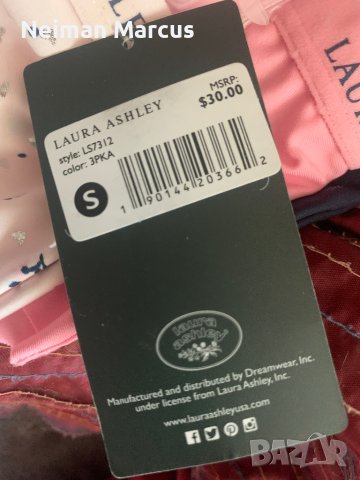 Neiman Marcus
LAURA ASHLEY
style: LS7312
color: 3PKA
MSRP:
$30.00
S
1 90144 20366 2
laura
ashley
Manufactured and distributed by Dreamwear, Inc.
under license from Laura Ashley, Inc.
www.lauraashleyusa.com
BAZAR